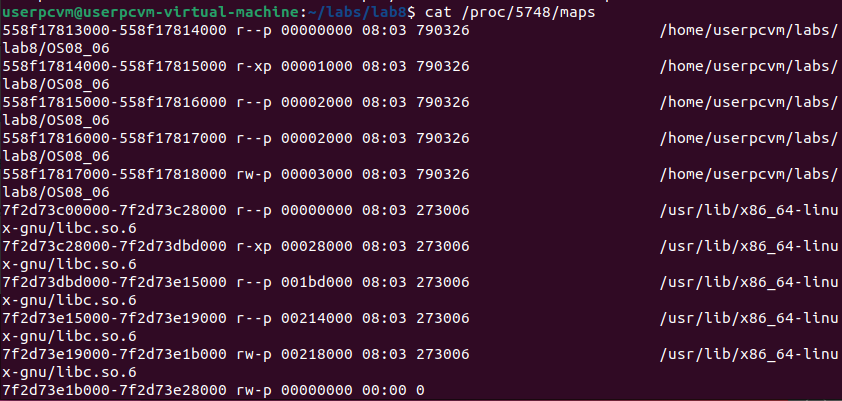 userpcvm@userpcvm-virtual-machine:~/labs/lab8$ cat /proc/5748/maps
558f17813000-558f17814000 r--p 00000000 08:03 790326                     /home/userpcvm/labs/
lab8/OS08_06
558f17814000-558f17815000 r-xp 00001000 08:03 790326                     /home/userpcvm/labs/
lab8/OS08_06
558f17815000-558f17816000 r--p 00002000 08:03 790326                     /home/userpcvm/labs/
lab8/OS08_06
558f17816000-558f17817000 r--p 00002000 08:03 790326                     /home/userpcvm/labs/
lab8/OS08_06
558f17817000-558f17818000 rw-p 00003000 08:03 790326                     /home/userpcvm/labs/
lab8/OS08_06
7f2d73c00000-7f2d73c28000 r--p 00000000 08:03 273006                     /usr/lib/x86_64-linu
x-gnu/libc.so.6
7f2d73c28000-7f2d73dbd000 r-xp 00028000 08:03 273006                     /usr/lib/x86_64-linu
x-gnu/libc.so.6
7f2d73dbd000-7f2d73e15000 r--p 001bd000 08:03 273006                     /usr/lib/x86_64-linu
x-gnu/libc.so.6
7f2d73e15000-7f2d73e19000 r--p 00214000 08:03 273006                     /usr/lib/x86_64-linu
x-gnu/libc.so.6
7f2d73e19000-7f2d73e1b000 rw-p 00218000 08:03 273006                     /usr/lib/x86_64-linu
x-gnu/libc.so.6
7f2d73e1b000-7f2d73e28000 rw-p 00000000 00:00 0